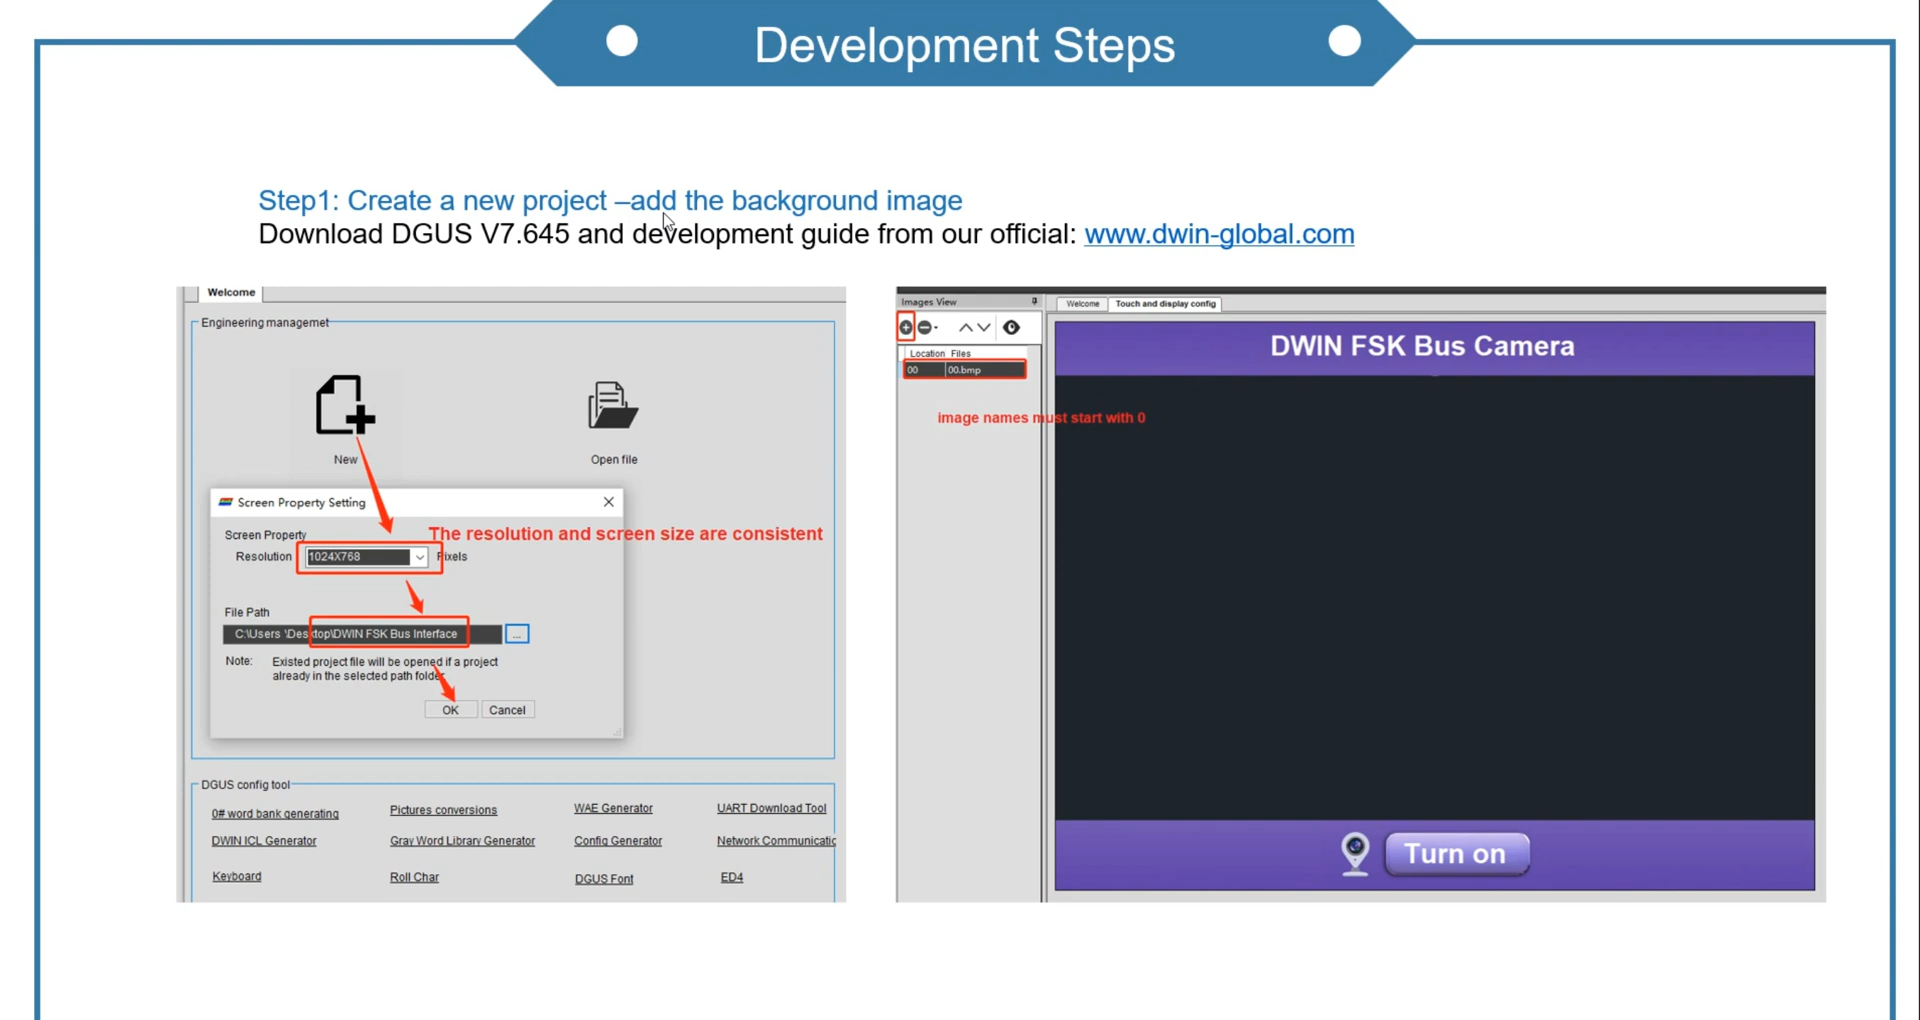 Development Steps
Step1: Create a new project –add the background image
Download DGUS V7.645 and development guide from our official: www.dwin-global.com
Welcome
Engineering managemet
New
Open file
Screen Property Setting
Screen Property
The resolution and screen size are consistent
Resolution 1024X768 Pixels
File Path
C:\Users \Desktop\DWIN FSK Bus Interface ...
Note: Existed project file will be opened if a project
already in the selected path folder
OK Cancel
DGUS config tool
0# word bank generating Pictures conversions WAE Generator UART Download Tool
DWIN ICL Generator Gray Word Library Generator Config Generator Network Communicatic
Keyboard Roll Char DGUS Font ED4
Images View
Welcome Touch and display config
Location Files
00 00.bmp
image names must start with 0
DWIN FSK Bus Camera
Turn on